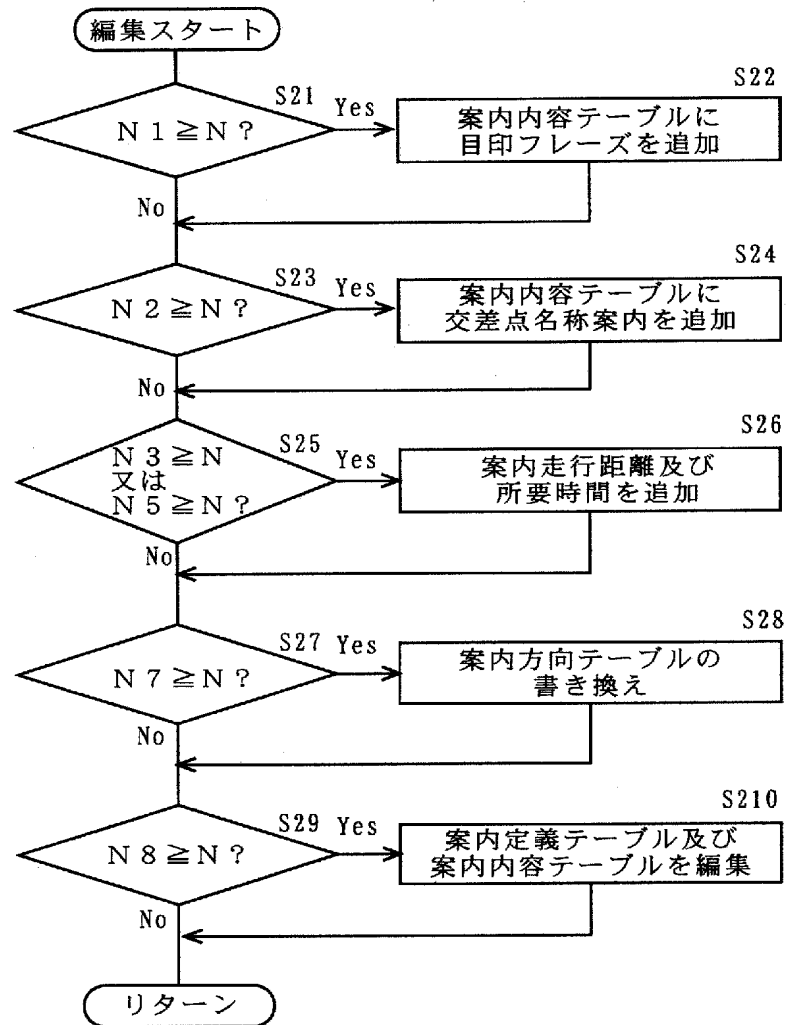 編集スタート
S21
Yes
S22
N1≧N?
案内内容テーブルに
目印フレーズを追加
No
S23
Yes
S24
N2≧N?
案内内容テーブルに
交差点名称案内を追加
No
S25
Yes
S26
N3≧N
又は
N5≧N?
案内走行距離及び
所要時間を追加
No
S27
Yes
S28
N7≧N?
案内方向テーブルの
書き換え
No
S29
Yes
S210
N8≧N?
案内定義テーブル及び
案内内容テーブルを編集
No
リターン